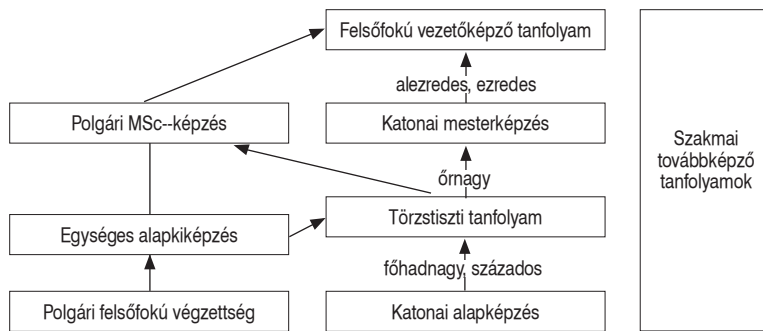 Felsőfokú vezetőképző tanfolyam
alezredes, ezredes
Polgári MSc--képzés
Katonai mesterképzés
Szakmai
továbbképző
tanfolyamok
őrnagy
Törzstiszti tanfolyam
Egységes alapkiképzés
főhadnagy, százados
Polgári felsőfokú végzettség
Katonai alapképzés